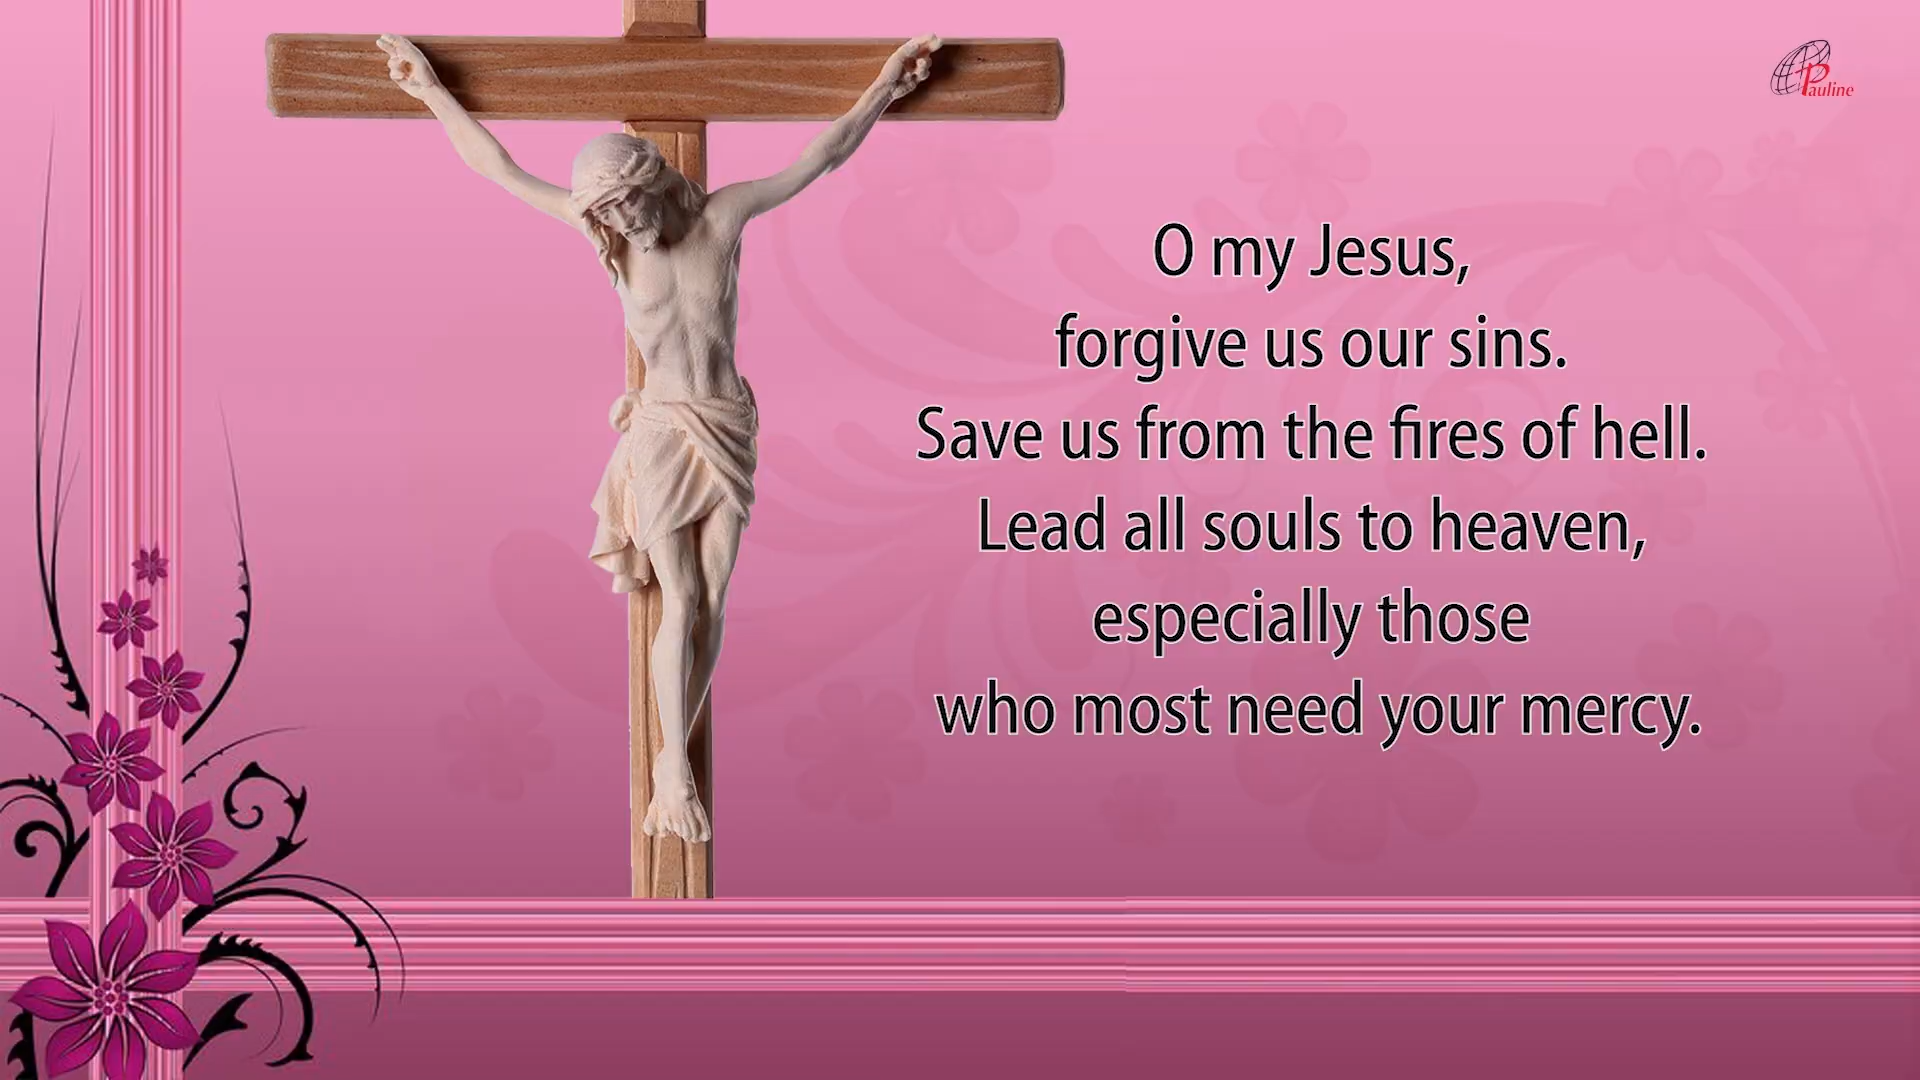 Pauline
O my Jesus,
forgive us our sins.
Save us from the fires of hell.
Lead all souls to heaven,
especially those
who most need your mercy.